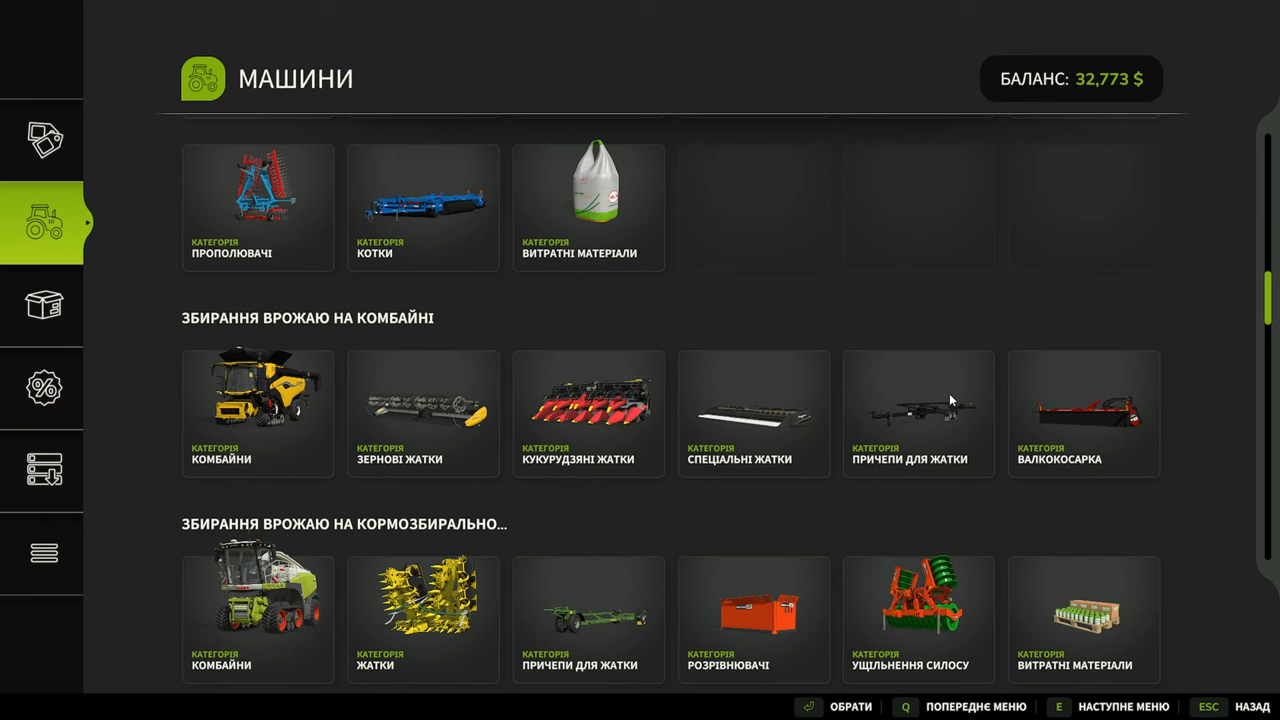 МАШИНИ
БАЛАНС: 32,773 $
КАТЕГОРІЯ
ПРОПОЛЮВАЧІ
КАТЕГОРІЯ
КОТКИ
КАТЕГОРІЯ
ВИТРАТНІ МАТЕРІАЛИ
ЗБИРАННЯ ВРОЖАЮ НА КОМБАЙНІ
КАТЕГОРІЯ
КОМБАЙНИ
КАТЕГОРІЯ
ЗЕРНОВІ ЖАТКИ
КАТЕГОРІЯ
КУКУРУДЗЯНІ ЖАТКИ
КАТЕГОРІЯ
СПЕЦІАЛЬНІ ЖАТКИ
КАТЕГОРІЯ
ПРИЧЕПИ ДЛЯ ЖАТКИ
КАТЕГОРІЯ
ВАЛКОКОСАРКА
ЗБИРАННЯ ВРОЖАЮ НА КОРМОЗБИРАЛЬНО...
КАТЕГОРІЯ
КОМБАЙНИ
КАТЕГОРІЯ
ЖАТКИ
КАТЕГОРІЯ
ПРИЧЕПИ ДЛЯ ЖАТКИ
КАТЕГОРІЯ
РОЗРІВНЮВАЧІ
КАТЕГОРІЯ
УЩІЛЬНЕННЯ СИЛОСУ
КАТЕГОРІЯ
ВИТРАТНІ МАТЕРІАЛИ
ОБРАТИ
Q ПОПЕРЕДНЄ МЕНЮ
E НАСТУПНЕ МЕНЮ
ESC НАЗАД